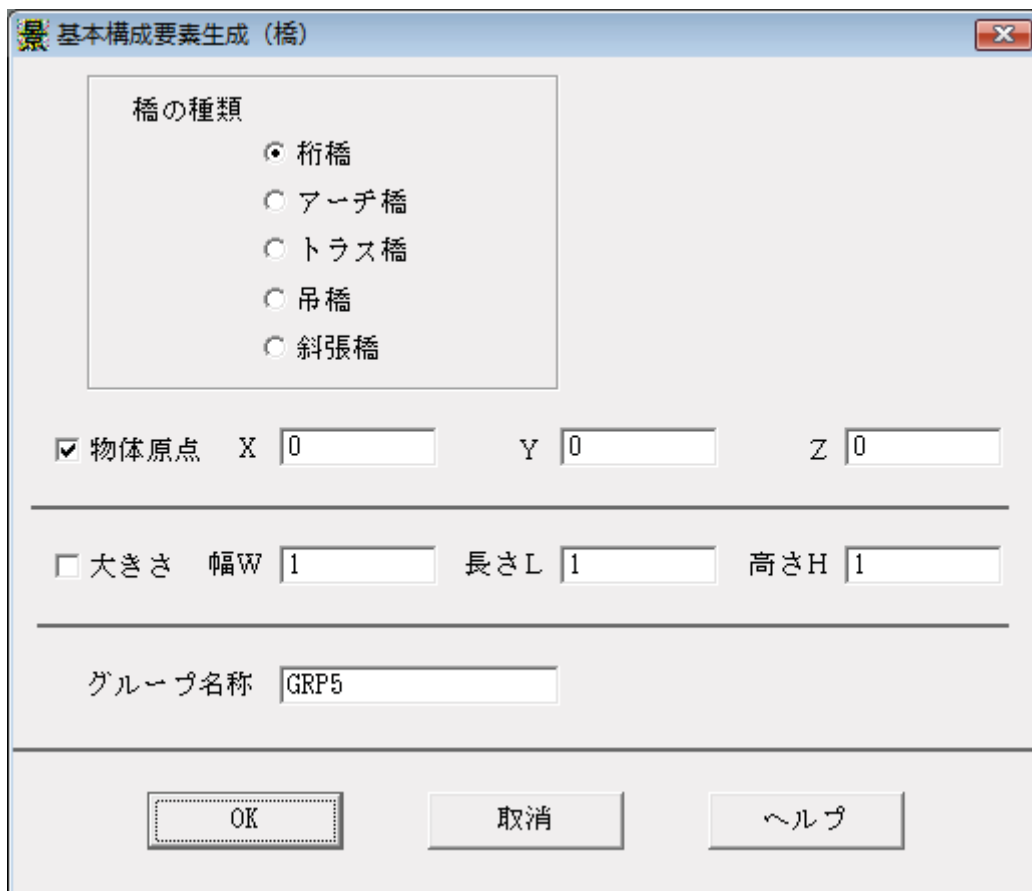 景 基本構成要素生成（橋）
橋の種類
桁橋
アーチ橋
トラス橋
吊橋
斜張橋
物体原点 X 0 Y 0 Z 0
大きさ 幅W 1 長さL 1 高さH 1
グループ名称 GRP5
OK 取消 ヘルプ